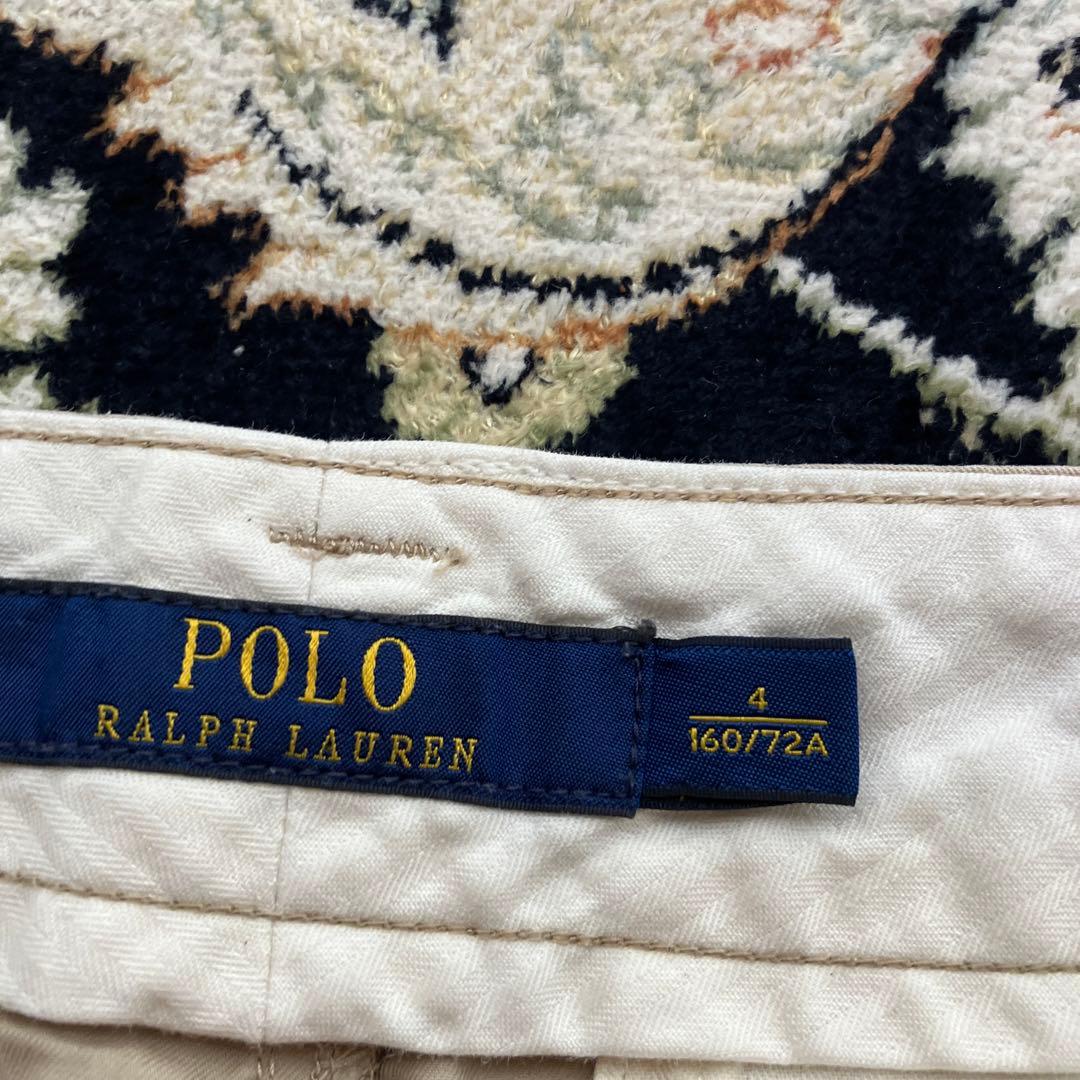 POLO
RALPH LAUREN
4
160/72A